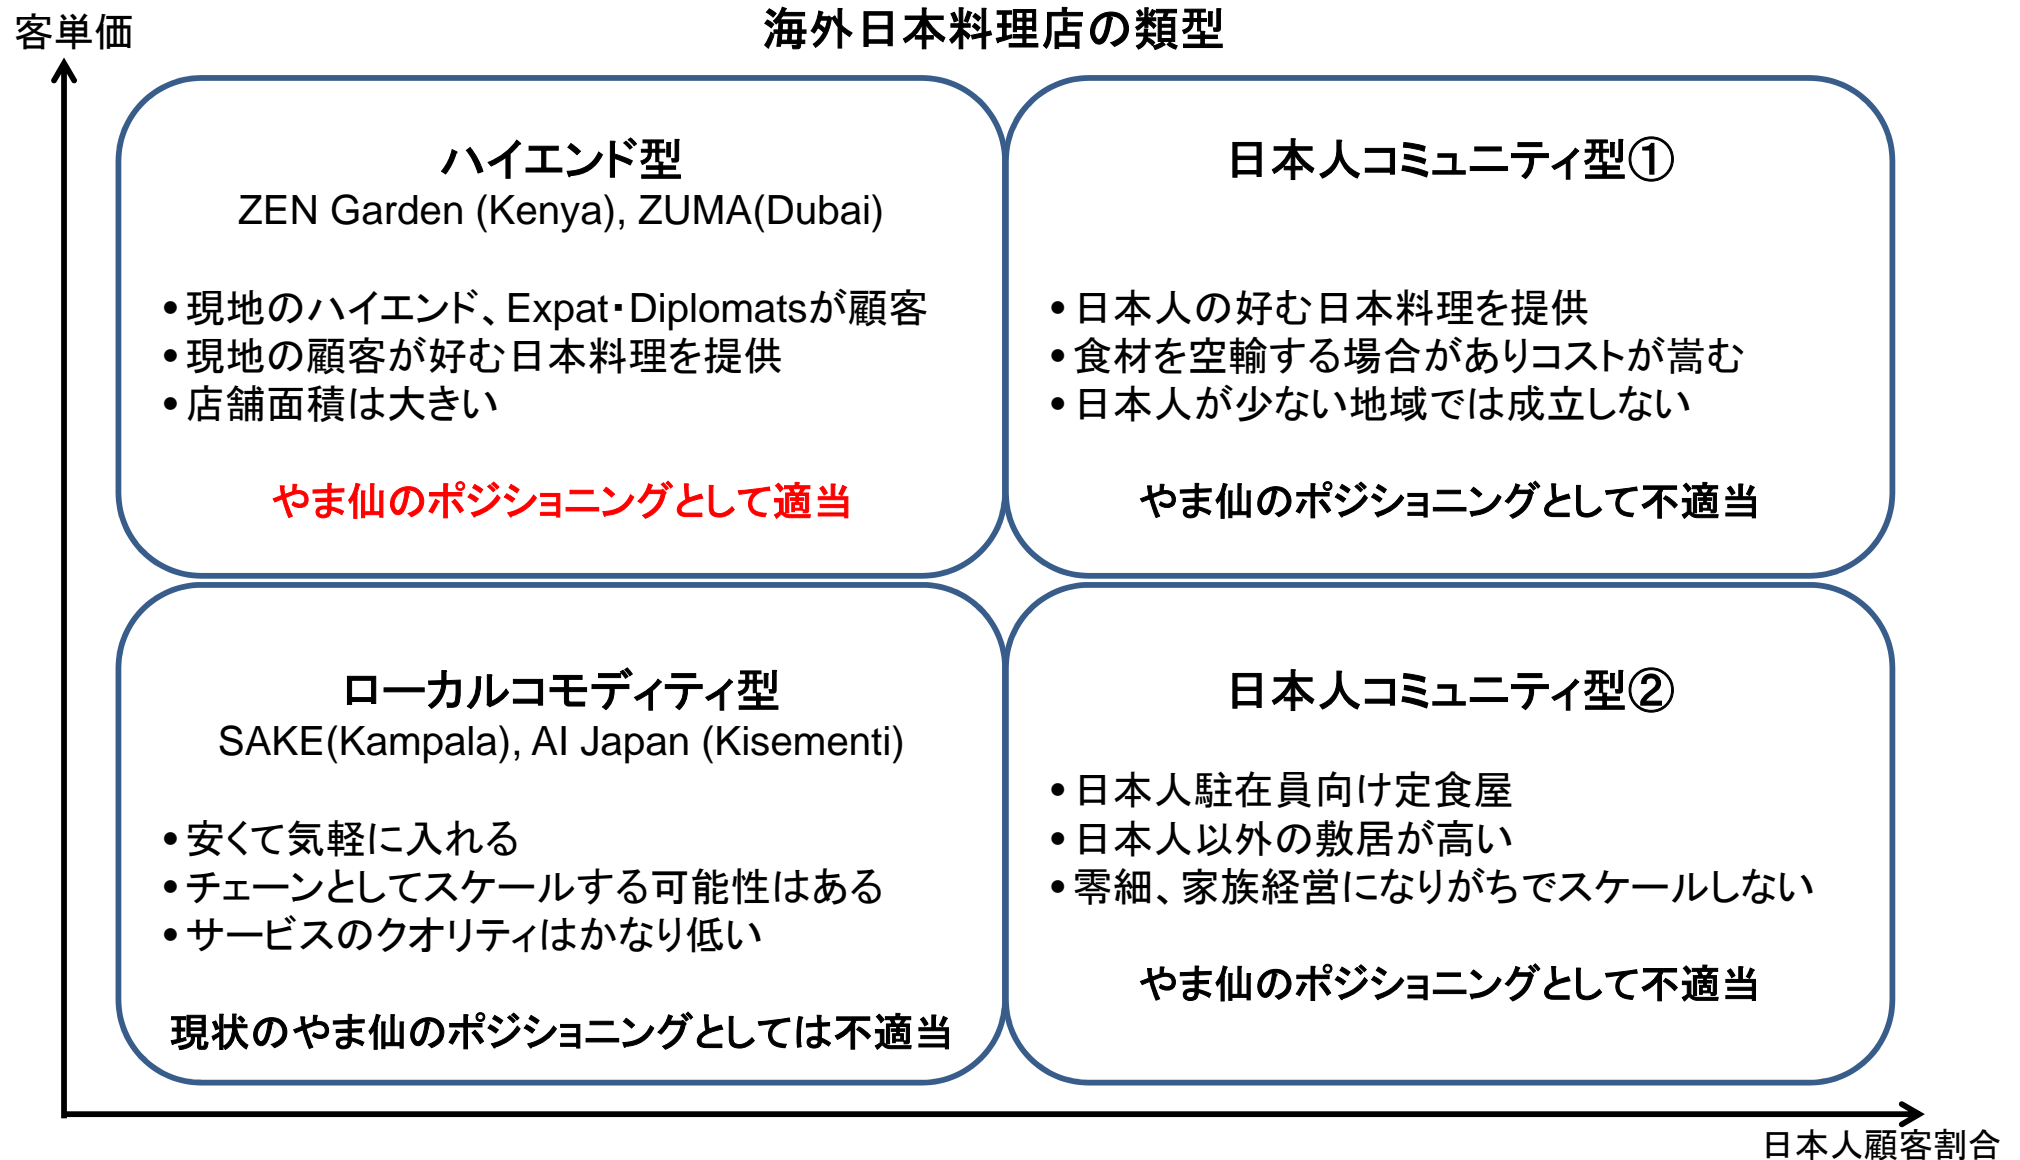 海外日本料理店の類型
客単価
ハイエンド型
ZEN Garden (Kenya), ZUMA(Dubai)
•現地のハイエンド、Expat・Diplomatsが顧客
•現地の顧客が好む日本料理を提供
•店舗面積は大きい
やま仙のポジショニングとして適当
日本人コミュニティ型①
•日本人の好む日本料理を提供
•食材を空輸する場合がありコストが嵩む
•日本人が少ない地域では成立しない
やま仙のポジショニングとして不適当
ローカルコモディティ型
SAKE(Kampala), AI Japan (Kisementi)
•安くて気軽に入れる
•チェーンとしてスケールする可能性はある
•サービスのクオリティはかなり低い
現状のやま仙のポジショニングとしては不適当
日本人コミュニティ型②
•日本人駐在員向け定食屋
•日本人以外の敷居が高い
•零細、家族経営になりがちでスケールしない
やま仙のポジショニングとして不適当
日本人顧客割合